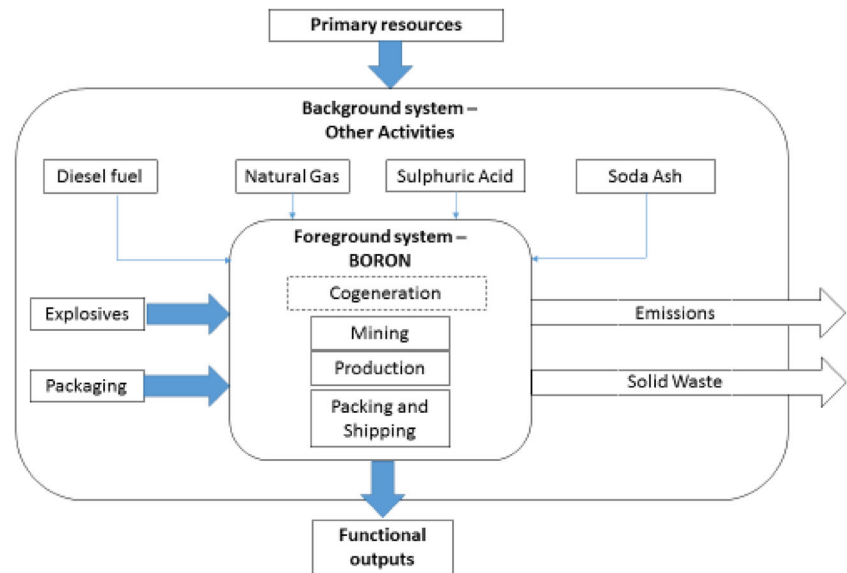 Primary resources
Background system –
Other Activities
Diesel fuel
Natural Gas
Sulphuric Acid
Soda Ash
Foreground system –
BORON
Cogeneration
Explosives
Emissions
Mining
Production
Packaging
Solid Waste
Packing and
Shipping
Functional
outputs